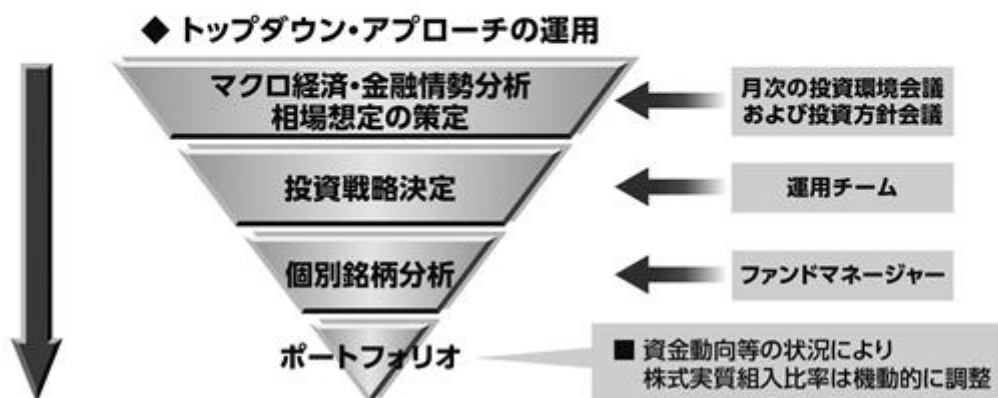 ◆ トップダウン・アプローチの運用
マクロ経済・金融情勢分析
相場想定の策定
月次の投資環境会議
および投資方針会議
投資戦略決定
運用チーム
個別銘柄分析
ファンドマネージャー
ポートフォリオ
■ 資金動向等の状況により
株式実質組入比率は機動的に調整